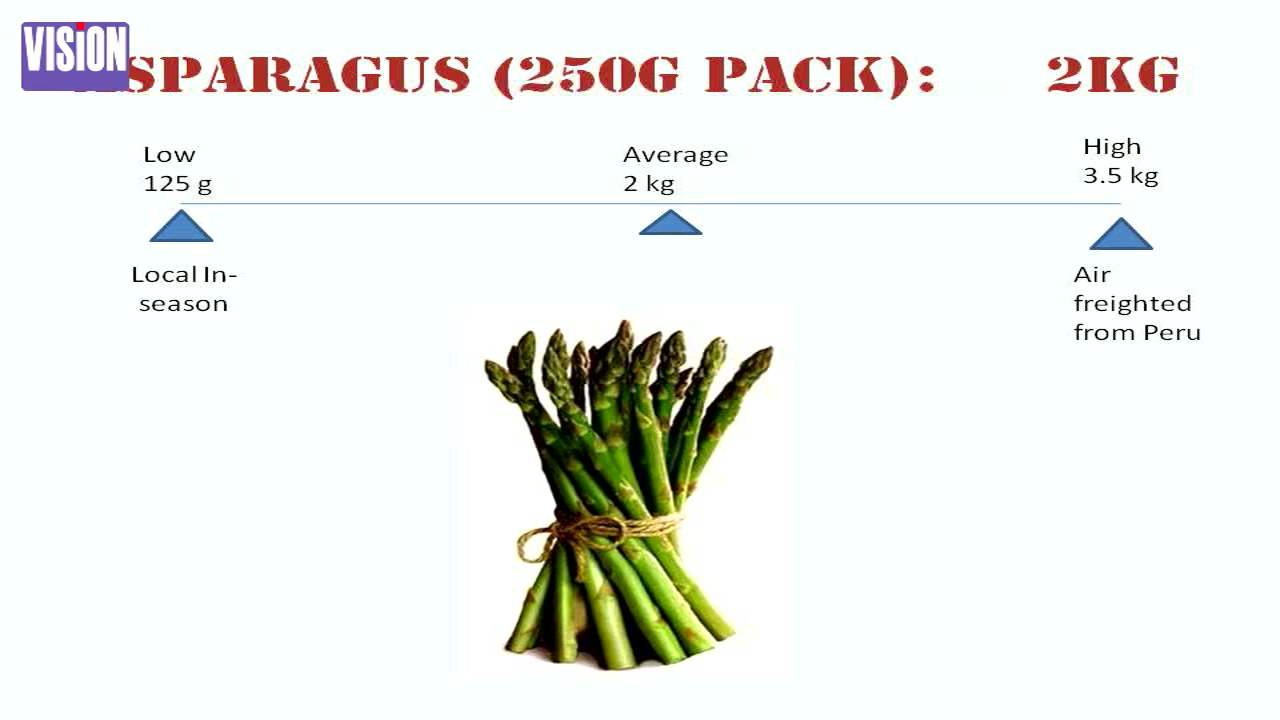 VISION
SPARAGUS (250G PACK): 2KG
Low
125 g
Average
2 kg
High
3.5 kg
Local In-
season
Air
freighted
from Peru